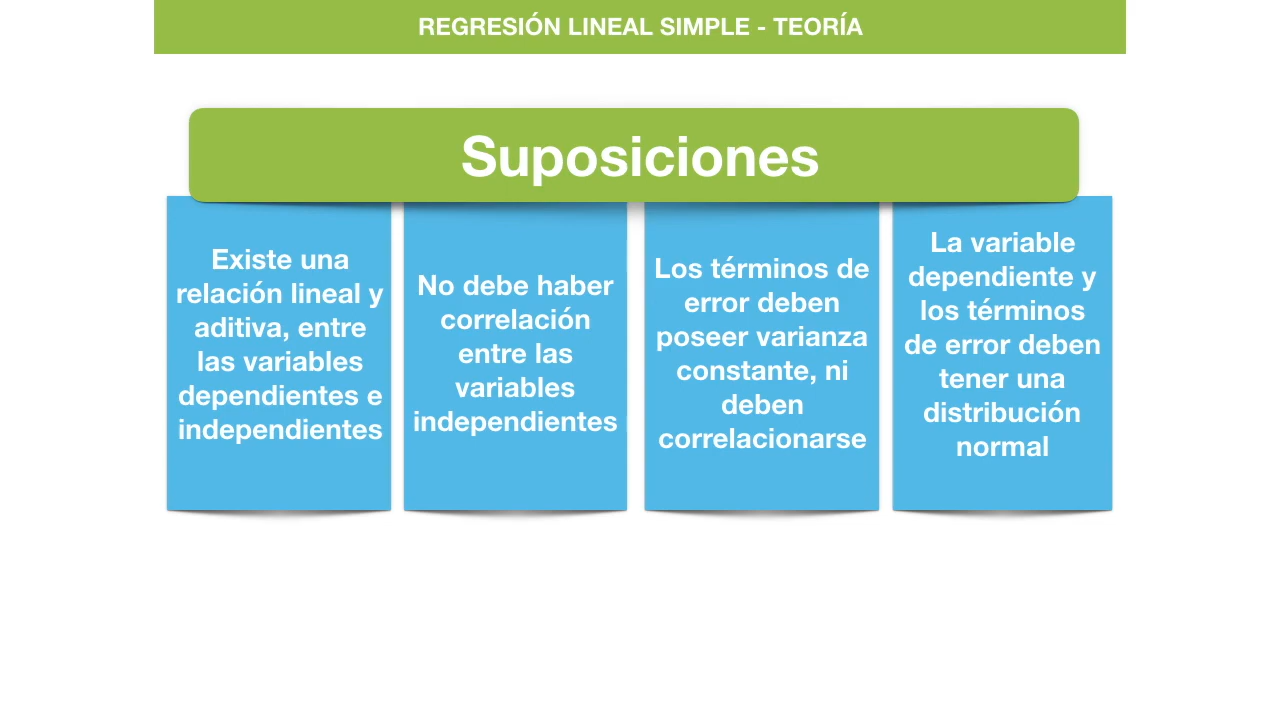 REGRESIÓN LINEAL SIMPLE - TEORÍA
Suposiciones
Existe una
relación lineal y
aditiva, entre
las variables
dependientes e
independientes
No debe haber
correlación
entre las
variables
independientes
Los términos de
error deben
poseer varianza
constante, ni
deben
correlacionarse
La variable
dependiente y
los términos
de error deben
tener una
distribución
normal